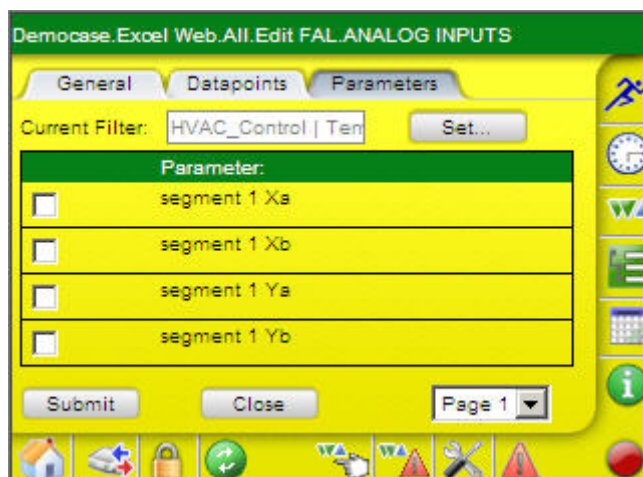 Democase.Excel Web.All.Edit FAL.ANALOG INPUTS
General Datapoints Parameters
Current Filter: HVAC_Control | Set...
Parameter:
segment 1 Xa
segment 1 Xb
segment 1 Ya
segment 1 Yb
Submit Close Page 1